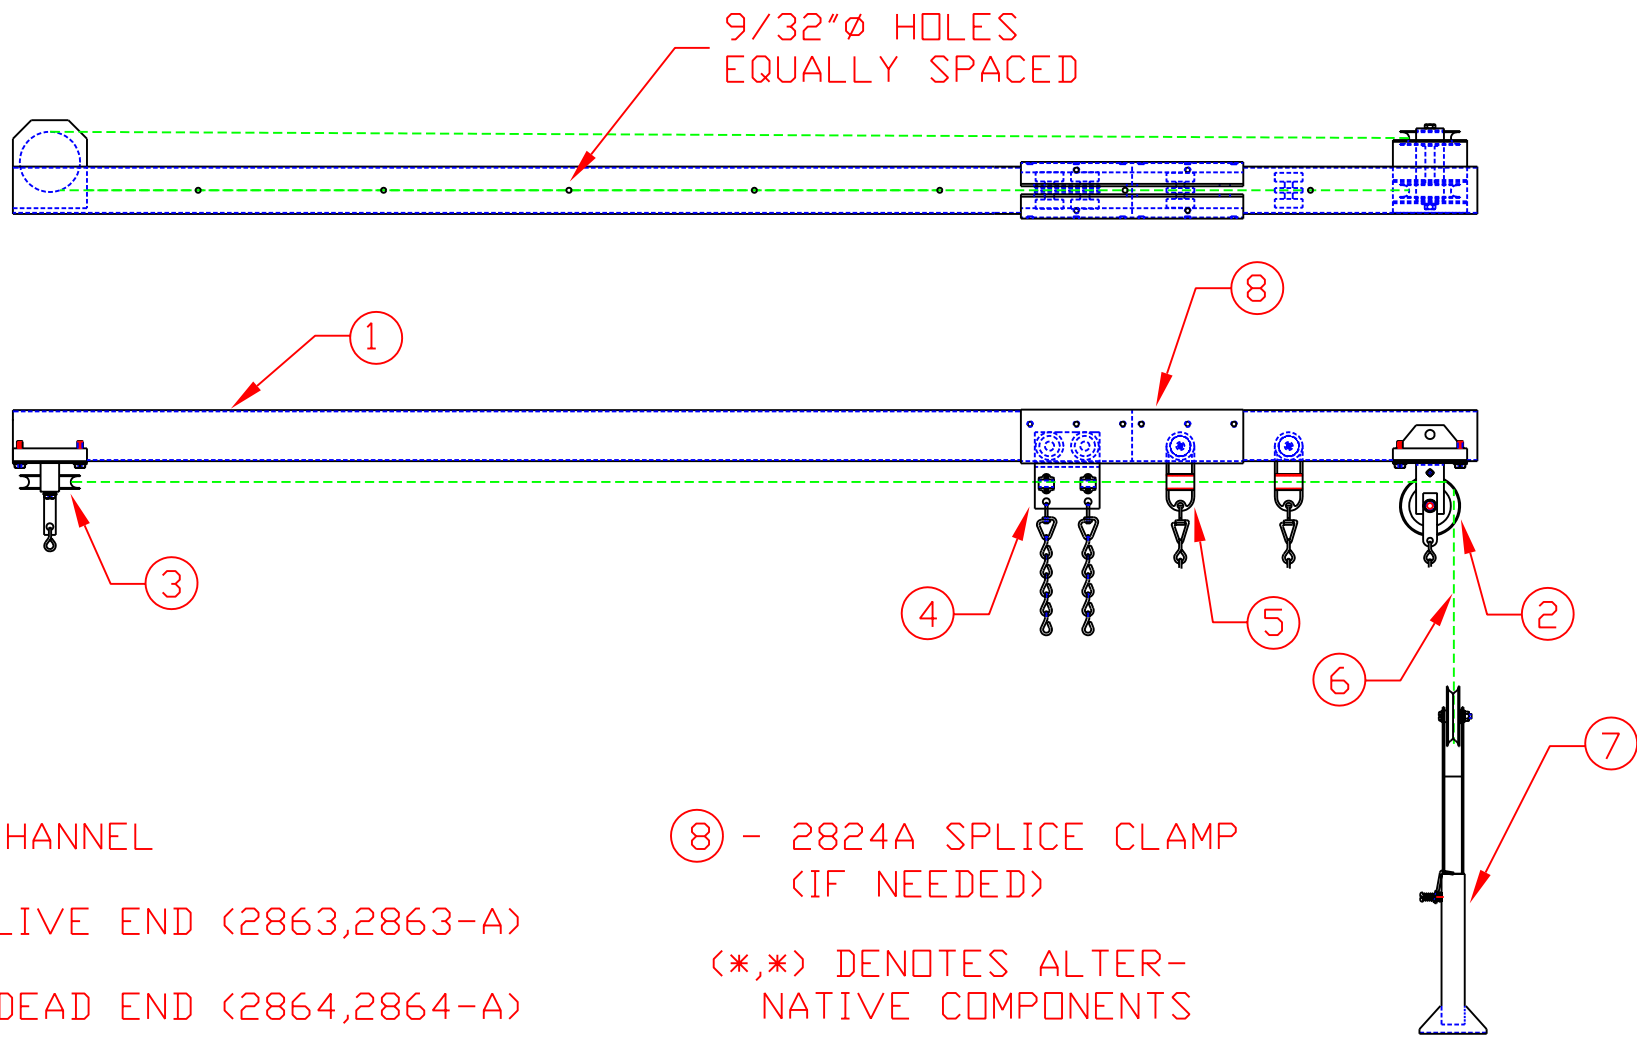 9/32"Ø HOLES
EQUALLY SPACED
8
1
3
4
5
2
6
7
HANNEL
LIVE END (2863,2863-A)
DEAD END (2864,2864-A)
8 - 2824A SPLICE CLAMP
(IF NEEDED)
(*,*) DENOTES ALTER-
NATIVE COMPONENTS